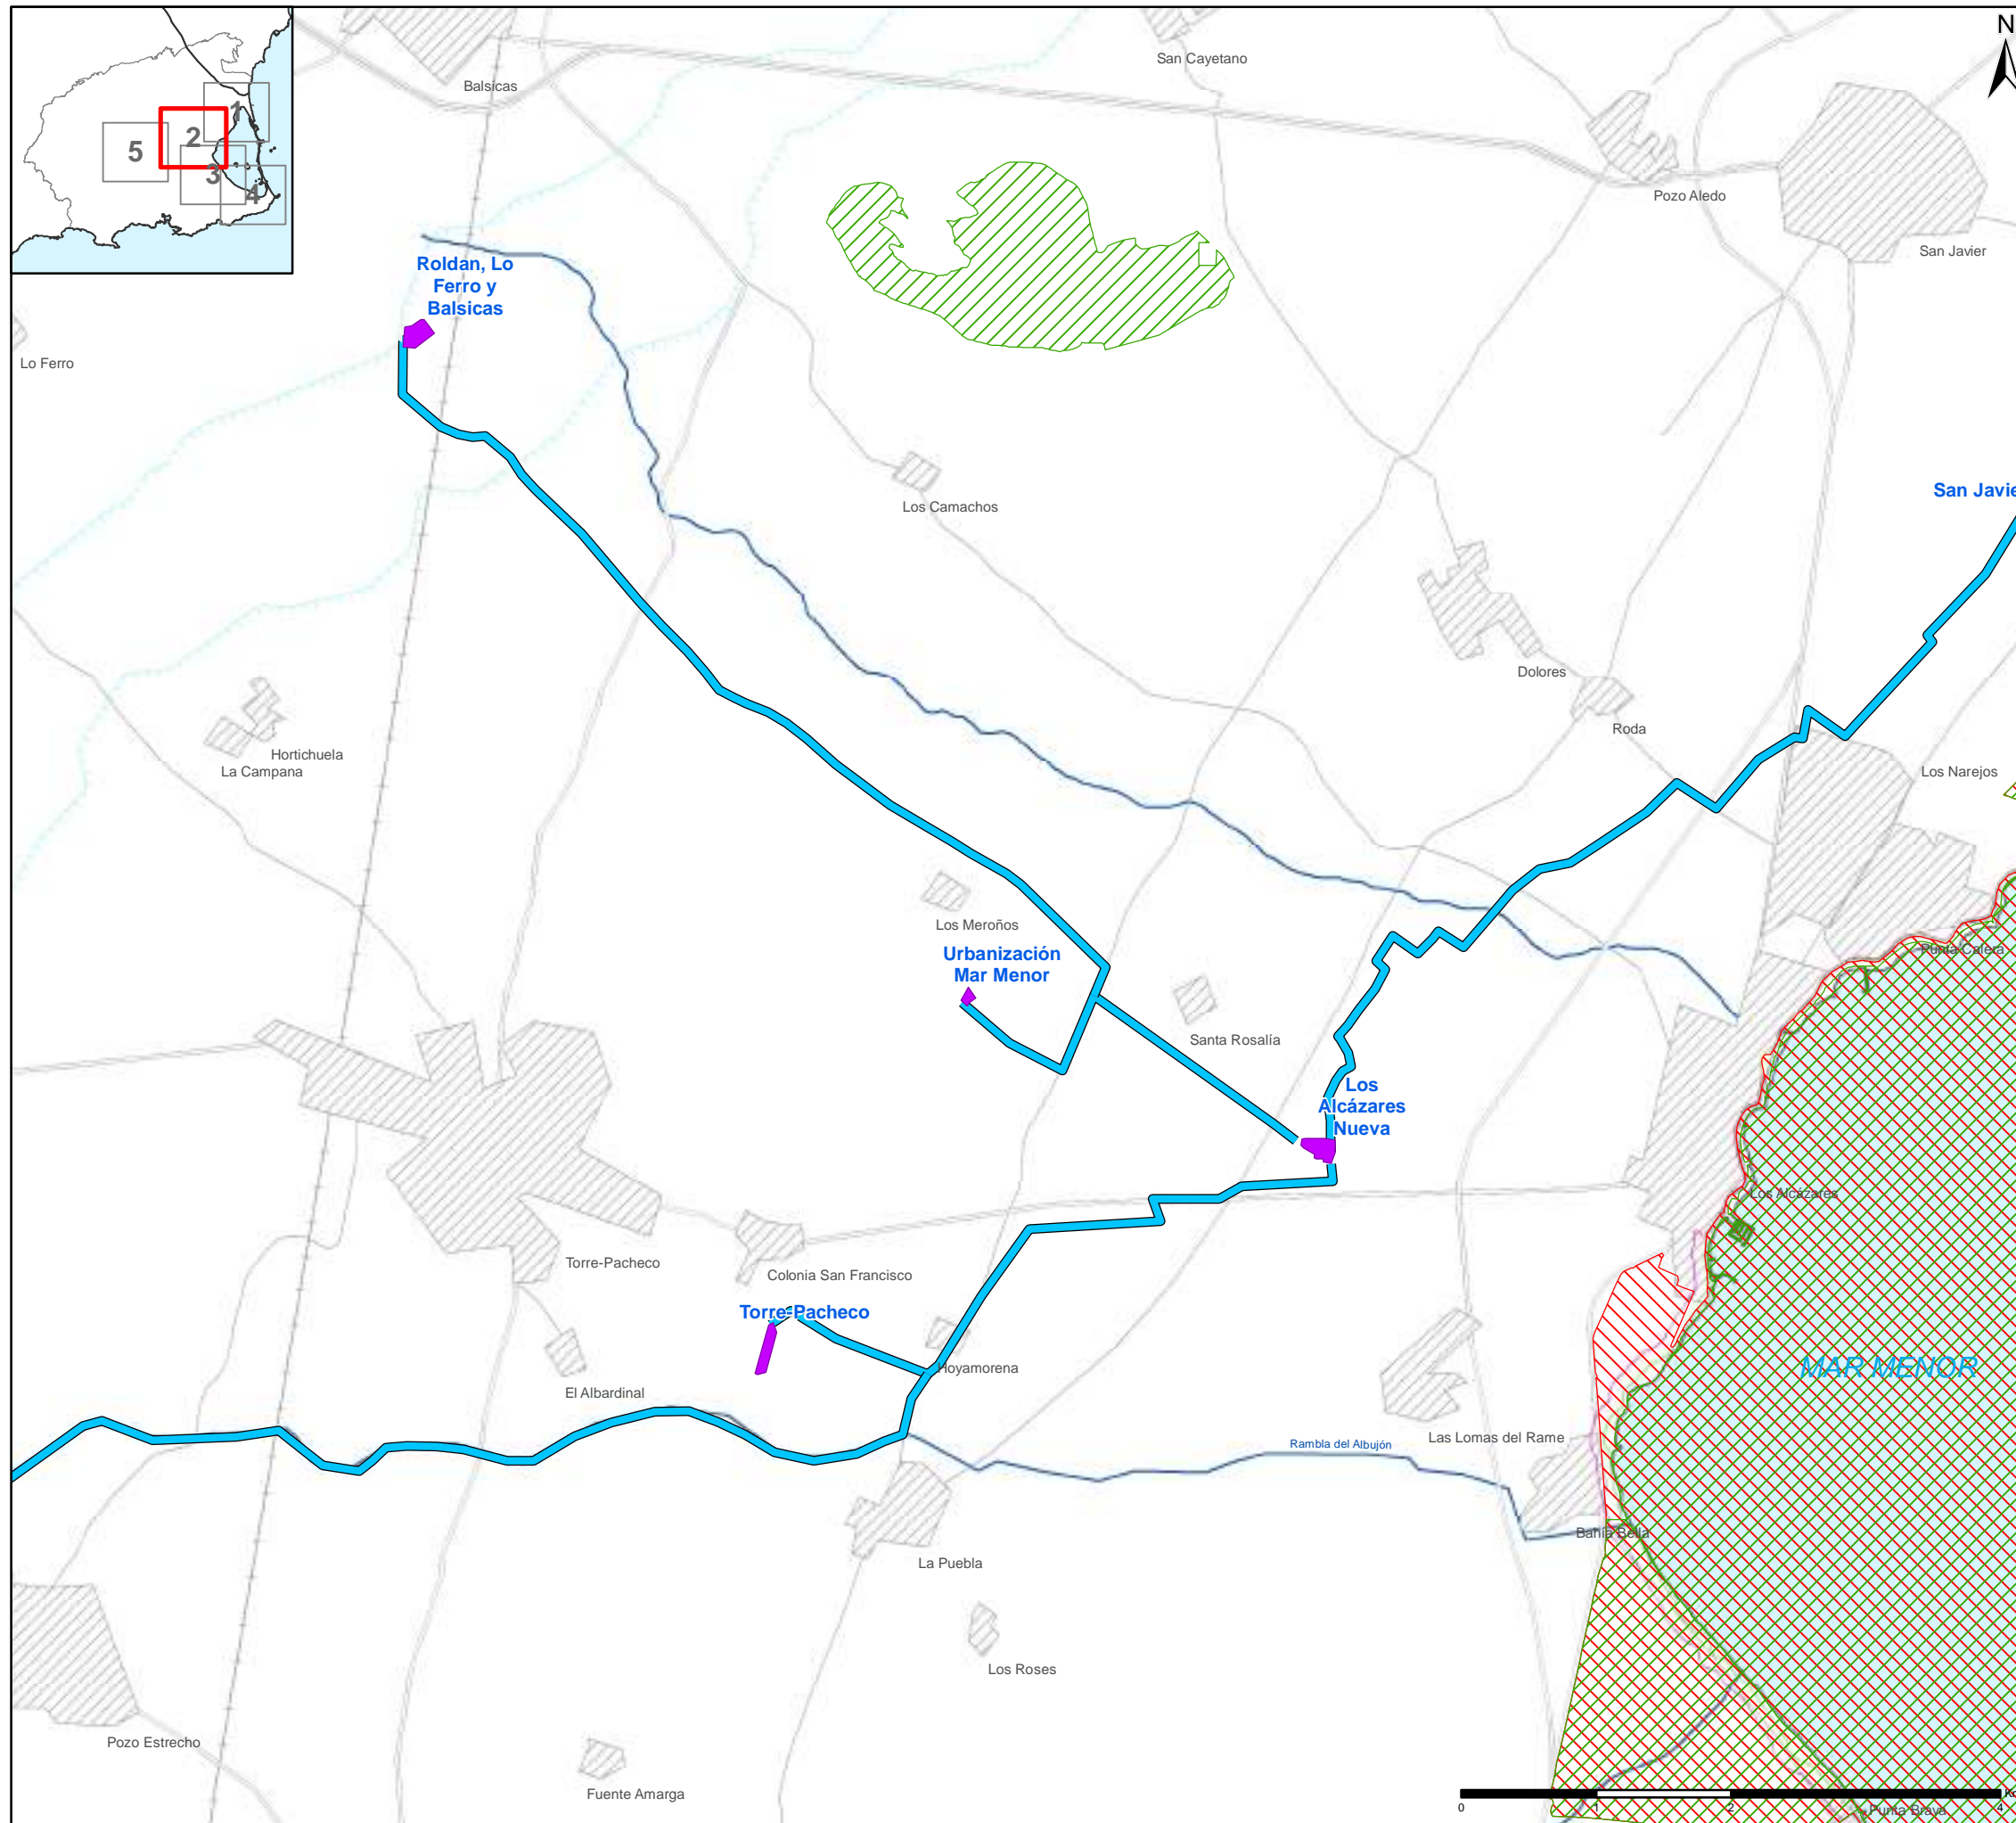 N
San Cayetano
Balsicas
1
2
5
3
4
Pozo Aledo
San Javier
Roldan, Lo
Ferro y
Balsicas
Lo Ferro
Los Camachos
Dolores
Roda
Hortichuela
La Campana
Los Narejos
Los Meroños
Urbanización
Mar Menor
Punta Calera
Santa Rosalía
Los
Alcázares
Nueva
Los Alcázares
Torre-Pacheco
Colonia San Francisco
Torre-Pacheco
Hoyamorena
MAR MENOR
El Albardinal
Las Lomas del Rame
Rambla del Albujón
Bahía Bella
La Puebla
Los Roses
Pozo Estrecho
Fuente Amarga
0
1
2
4
Punta Brava